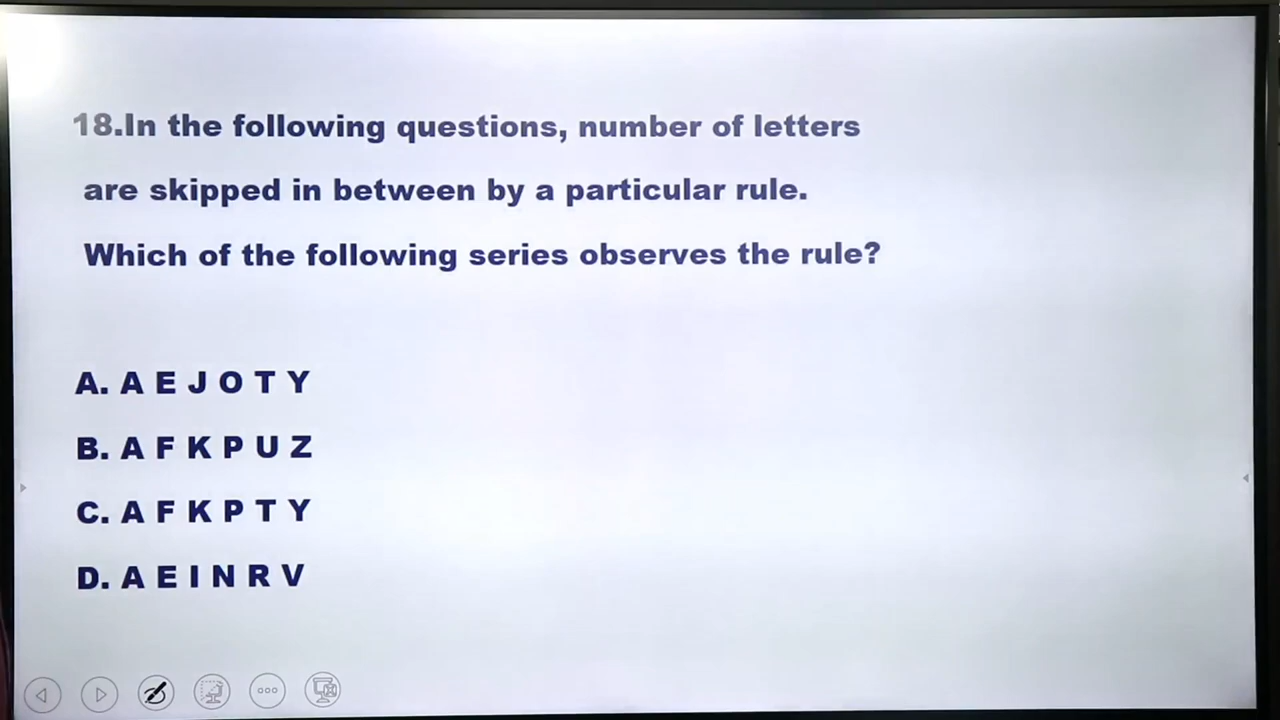 18.In the following questions, number of letters
are skipped in between by a particular rule.
Which of the following series observes the rule?
A. A E J O T Y
B. A F K P U Z
C. A F K P T Y
D. A E I N R V